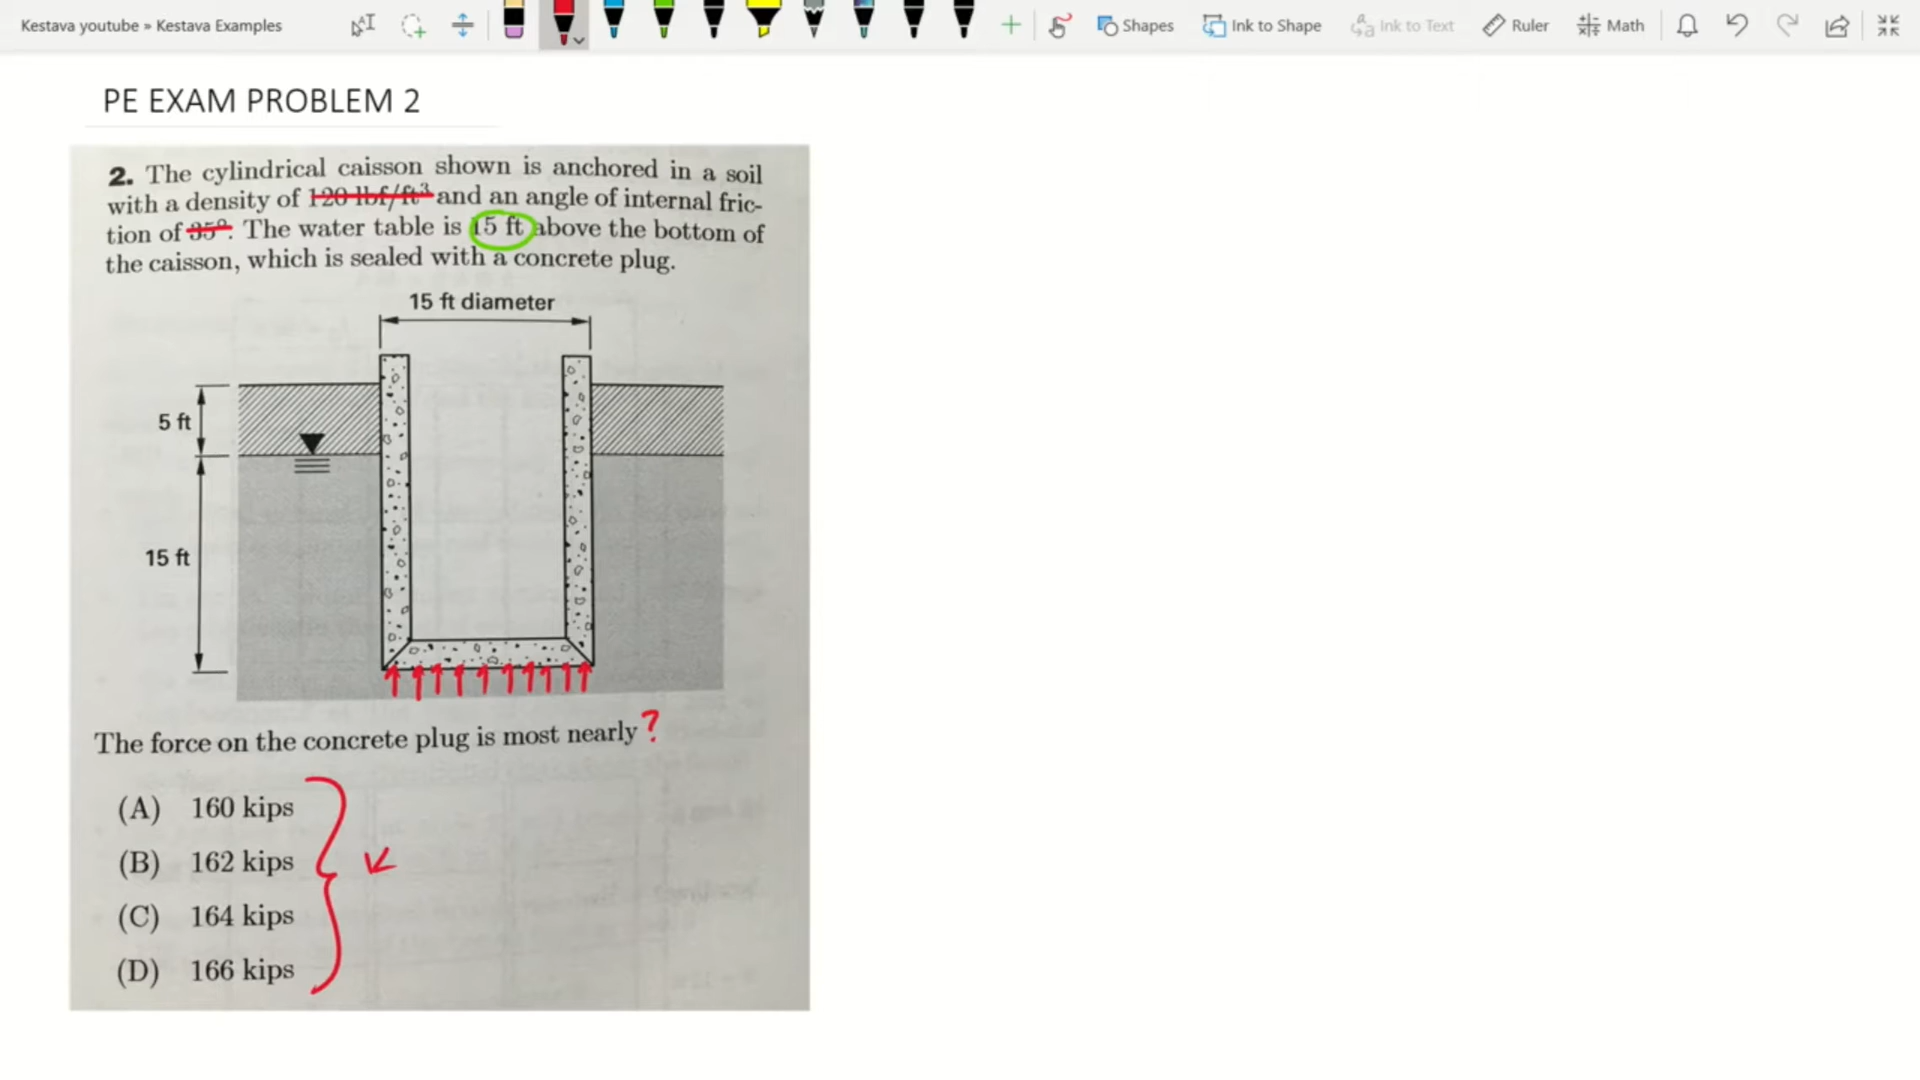 Kestava youtube » Kestava Examples
Shapes
Ink to Shape
Ink to Text
Ruler
Math
PE EXAM PROBLEM 2
2. The cylindrical caisson shown is anchored in a soil
with a density of 120 lbf/ft³ and an angle of internal fric-
tion of 35°. The water table is 15 ft above the bottom of
the caisson, which is sealed with a concrete plug.
15 ft diameter
5 ft
15 ft
The force on the concrete plug is most nearly ?
(A) 160 kips
(B) 162 kips
(C) 164 kips
(D) 166 kips